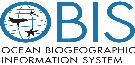 OBIS
OCEAN BIOGEOGRAPHIC
INFORMATION SYSTEM